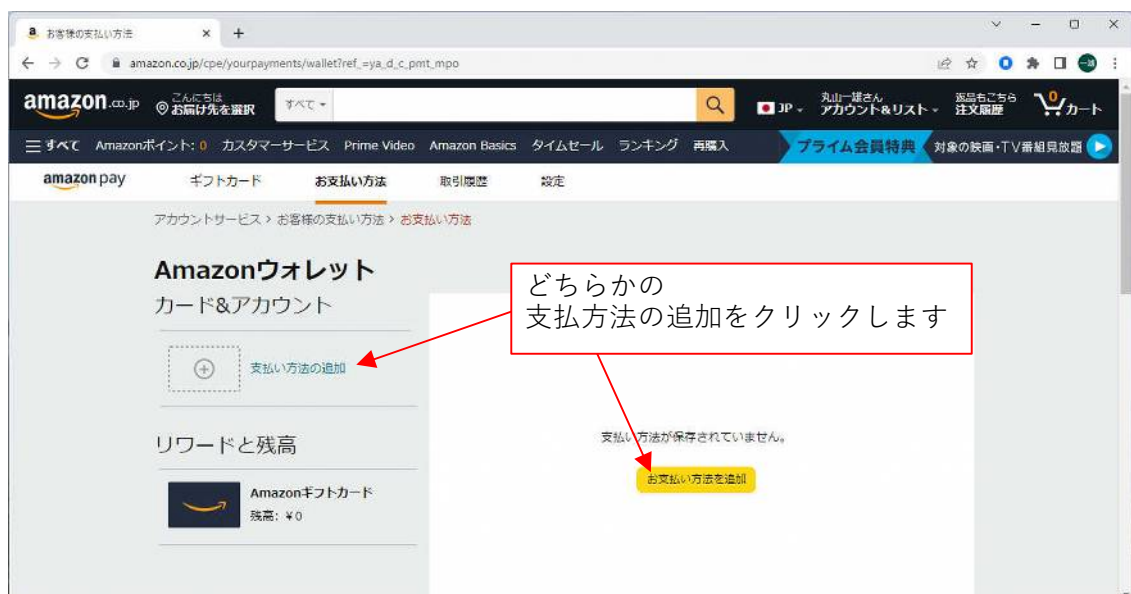 お客様の支払い方法
amazon.co.jp/cpe/yourpayments/wallet?ref_=ya_d_c_pmt_mpo
一雄
amazon.co.jp
こんにちは
お届け先を選択
すべて
JP
丸山一雄さん
アカウント&リスト
返品もこちら
注文履歴
0
カート
すべて Amazonポイント: 0 カスタマーサービス Prime Video Amazon Basics タイムセール ランキング 再購入
プライム会員特典 対象の映画・TV番組見放題
amazon pay ギフトカード お支払い方法 取引履歴 設定
アカウントサービス › お客様の支払い方法 › お支払い方法
Amazonウォレット
カード&アカウント
どちらかの
支払方法の追加をクリックします
支払い方法の追加
支払い方法が保存されていません。
お支払い方法を追加
リワードと残高
Amazonギフトカード
残高: ¥0